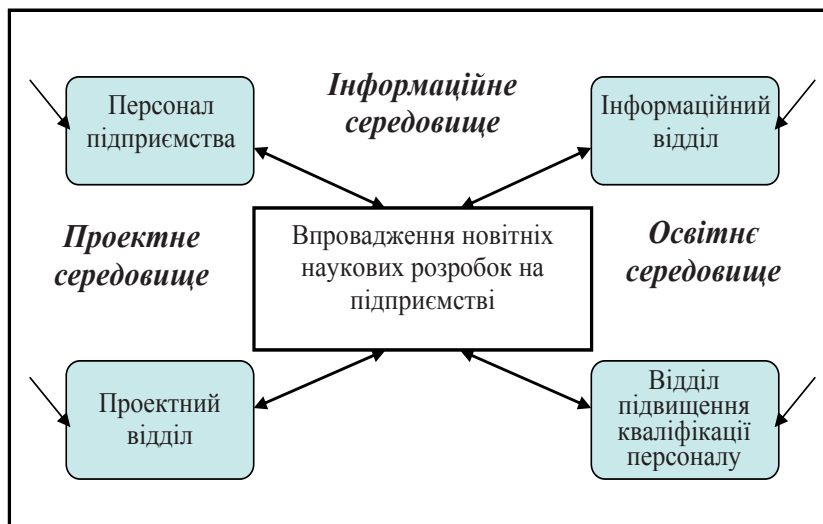 Персонал
підприємства
Інформаційне
середовище
Інформаційний
відділ
Проектне
середовище
Впровадження новітніх
наукових розробок на
підприємстві
Освітнє
середовище
Проектний
відділ
Відділ
підвищення
кваліфікації
персоналу